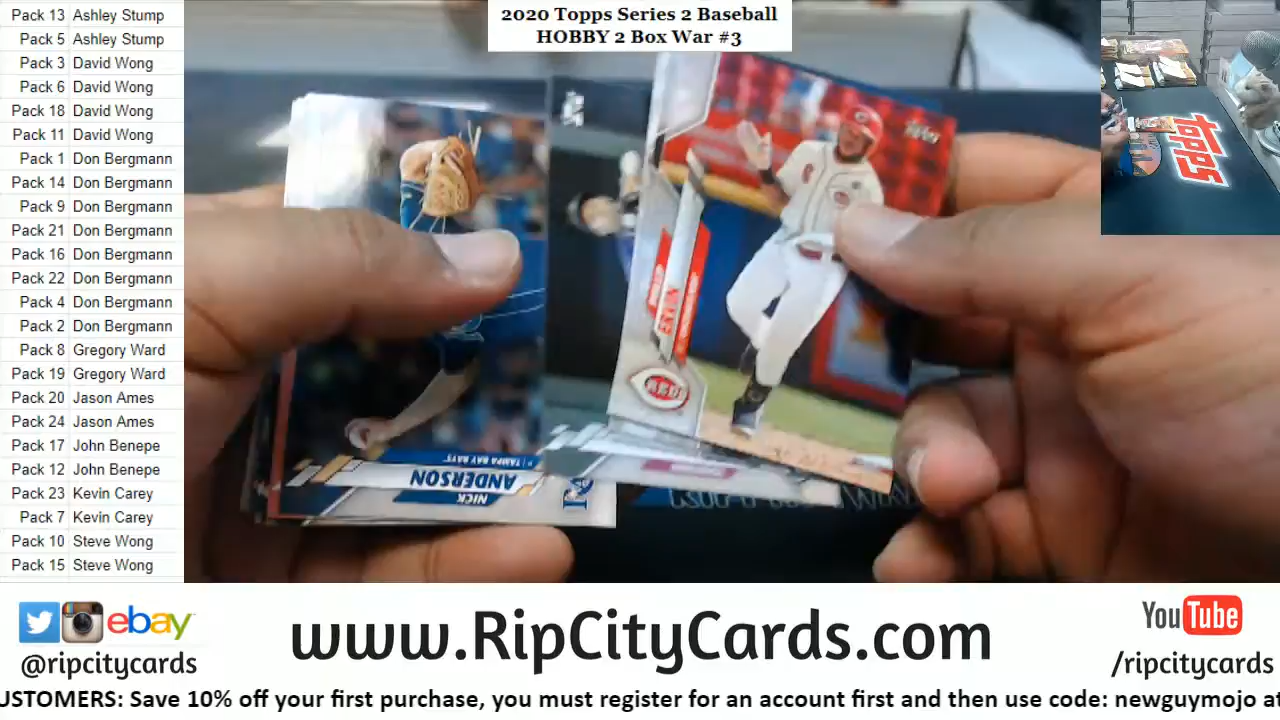 2020 Topps Series 2 Baseball
HOBBY 2 Box War #3
Pack 13 Ashley Stump
Pack 5 Ashley Stump
Pack 3 David Wong
Pack 6 David Wong
Pack 18 David Wong
Pack 11 David Wong
Pack 1 Don Bergmann
Pack 14 Don Bergmann
Pack 9 Don Bergmann
Pack 21 Don Bergmann
Pack 16 Don Bergmann
Pack 22 Don Bergmann
Pack 4 Don Bergmann
Pack 2 Don Bergmann
Pack 8 Gregory Ward
Pack 19 Gregory Ward
Pack 20 Jason Ames
Pack 24 Jason Ames
Pack 17 John Benepe
Pack 12 John Benepe
Pack 23 Kevin Carey
Pack 7 Kevin Carey
Pack 10 Steve Wong
Pack 15 Steve Wong
TOPPS
REDS
NICK
ANDERSON
TAMPA BAY RAYS
ebay
@ripcitycards
www.RipCityCards.com
YouTube
/ripcitycards
USTOMERS: Save 10% off your first purchase, you must register for an account first and then use code: newguymojo at